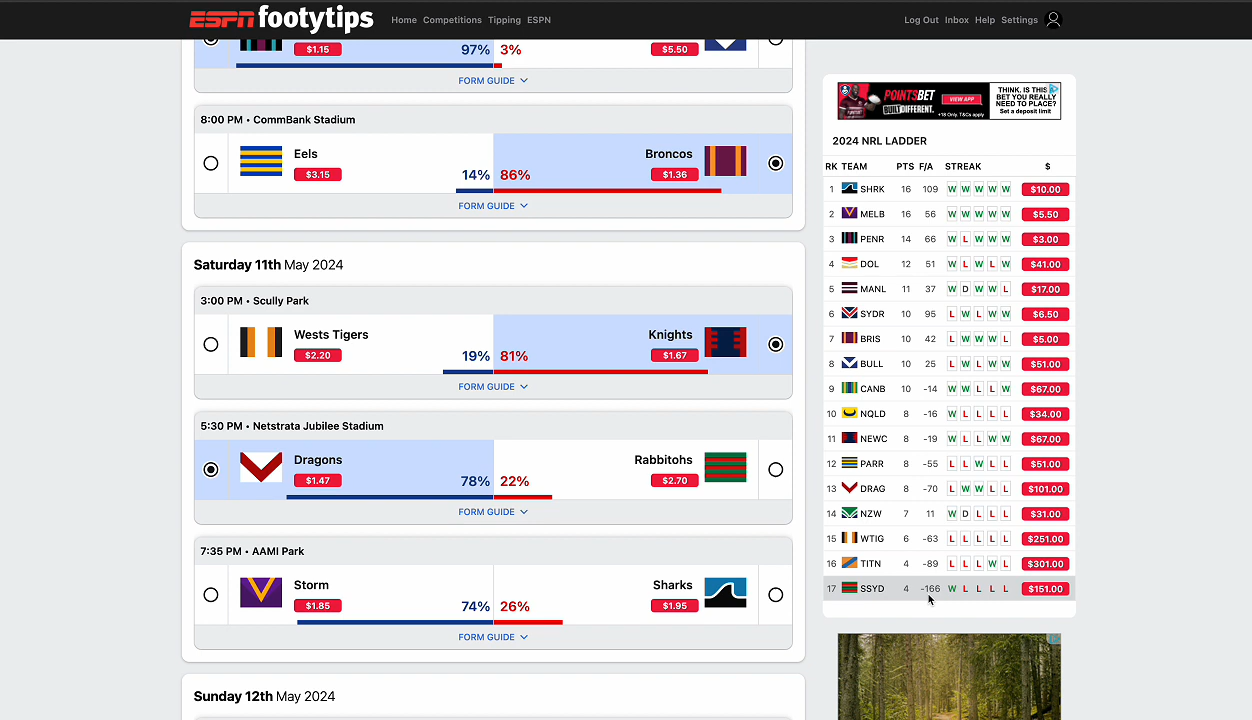 ESPN footytips Home Competitions Tipping ESPN Log Out Inbox Help Settings
$1.15 97% 3% $5.50
FORM GUIDE
8:00 PM • CommBank Stadium
Eels Broncos
$3.15 14% 86% $1.36
FORM GUIDE
Saturday 11th May 2024
3:00 PM • Scully Park
Wests Tigers Knights
$2.20 19% 81% $1.67
FORM GUIDE
5:30 PM • Netstrata Jubilee Stadium
Dragons Rabbitohs
$1.47 78% 22% $2.70
FORM GUIDE
7:35 PM • AAMI Park
Storm Sharks
$1.85 74% 26% $1.95
FORM GUIDE
Sunday 12th May 2024
POINTSBET
BUILT DIFFERENT.
VIEW APP
+18 Only. T&Cs apply
THINK, IS THIS A
BET YOU REALLY
NEED TO PLACE?
Set a deposit limit
2024 NRL LADDER
RK TEAM PTS F/A STREAK $
1 SHRK 16 109 W W W W W $10.00
2 MELB 16 56 W W W W W $5.50
3 PENR 14 66 W L W W W $3.00
4 DOL 12 51 W L W L W $41.00
5 MANL 11 37 W D W W L $17.00
6 SYDR 10 95 L W L W W $6.50
7 BRIS 10 42 L W W W L $5.00
8 BULL 10 25 L W L W W $51.00
9 CANB 10 -14 W W L L W $67.00
10 NQLD 8 -16 W L L L L $34.00
11 NEWC 8 -19 W L L W W $67.00
12 PARR 8 -55 L L W L L $51.00
13 DRAG 8 -70 L W W L L $101.00
14 NZW 7 11 W D L L L $31.00
15 WTIG 6 -63 L L L L L $251.00
16 TITN 4 -89 L L L W L $301.00
17 SSYD 4 -166 W L L L L $151.00